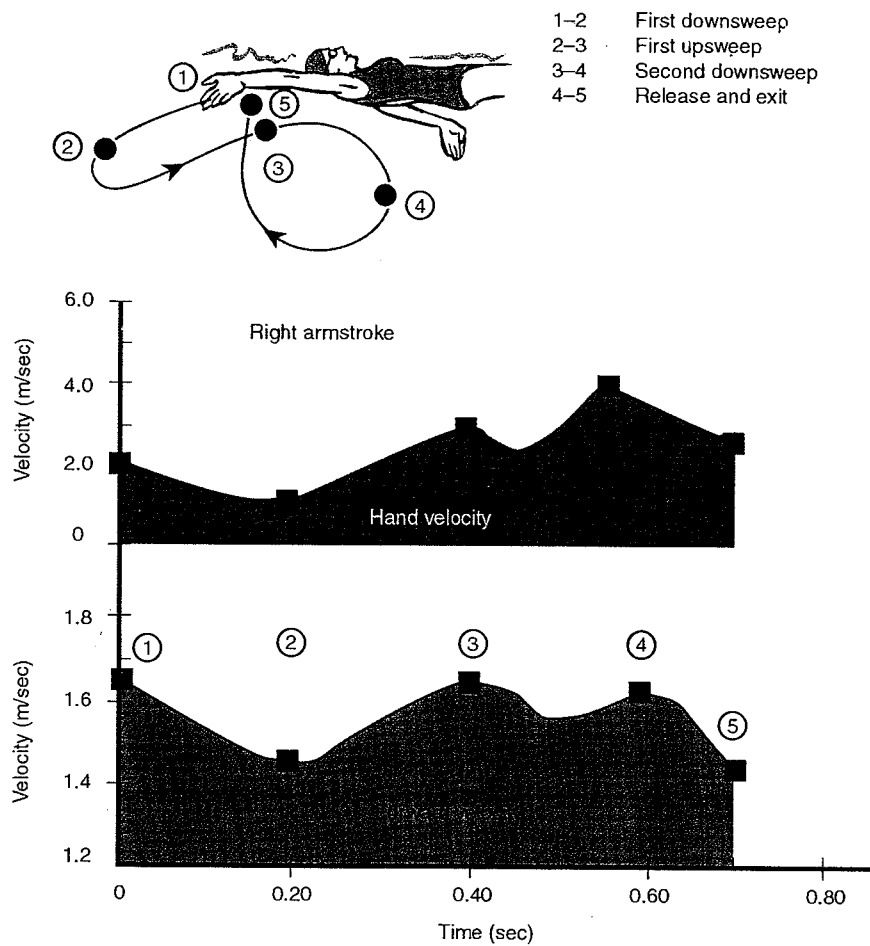 1–2 First downsweep
2–3 First upsweep
3–4 Second downsweep
4–5 Release and exit
①
⑤
②
③
④
6.0
Right armstroke
4.0
Velocity (m/sec)
2.0
Hand velocity
0
1.8
① ② ③ ④
⑤
1.6
Velocity (m/sec)
1.4
1.2
0 0.20 0.40 0.60 0.80
Time (sec)